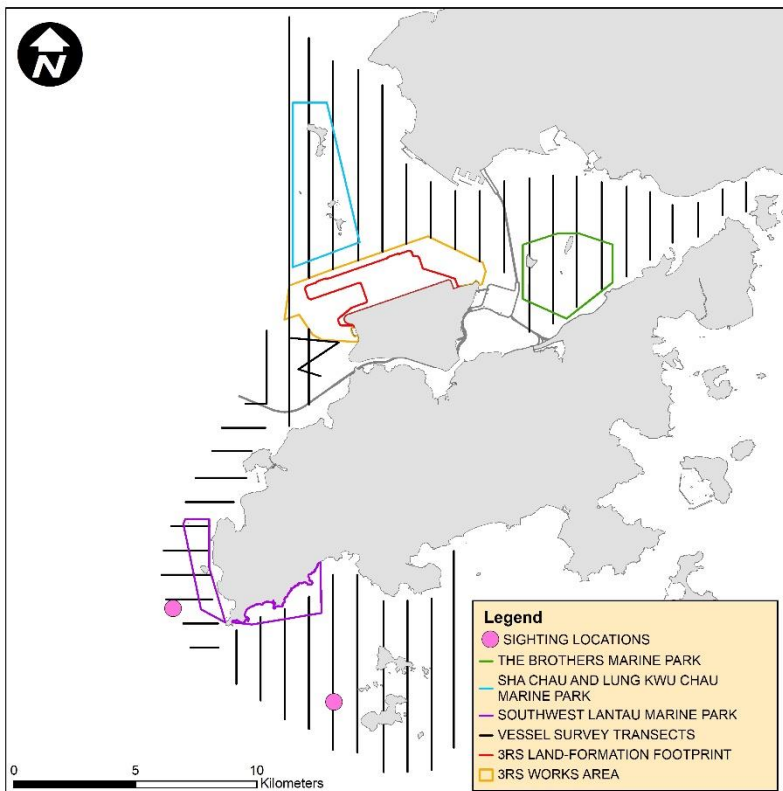 N
Legend
SIGHTING LOCATIONS
THE BROTHERS MARINE PARK
SHA CHAU AND LUNG KWU CHAU
MARINE PARK
SOUTHWEST LANTAU MARINE PARK
VESSEL SURVEY TRANSECTS
3RS LAND-FORMATION FOOTPRINT
3RS WORKS AREA
0 5 10
Kilometers